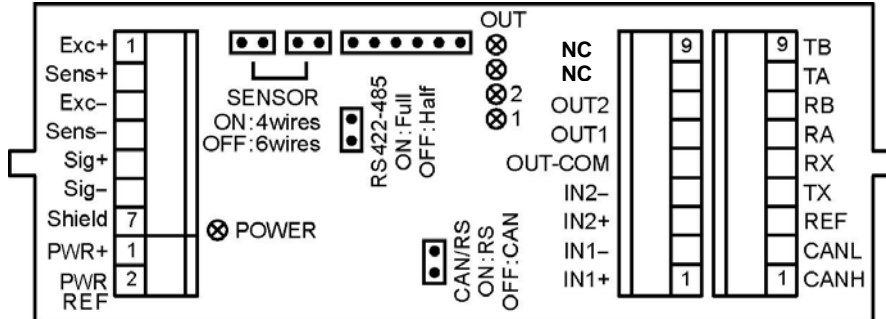 OUT
Exc+ 1
Sens+
Exc–
Sens–
Sig+
Sig–
Shield 7
PWR+ 1
PWR 2
REF
SENSOR
ON:4wires
OFF:6wires
RS422-485
ON:Full
OFF:Half
2
1
POWER
CAN/RS
ON:RS
OFF:CAN
NC 9
NC
OUT2
OUT1
OUT-COM
IN2–
IN2+
IN1–
IN1+ 1
9 TB
TA
RB
RA
RX
TX
REF
CANL
1 CANH